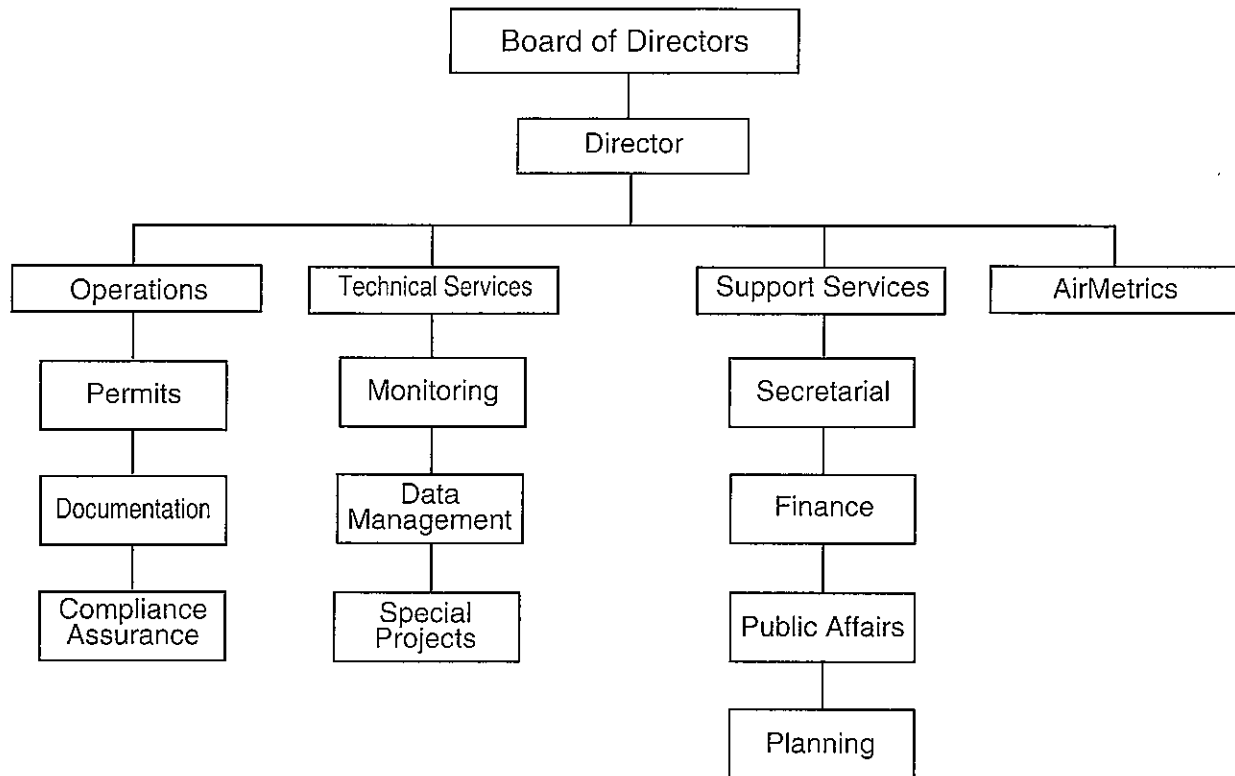 Board of Directors
Director
Operations
Technical Services
Support Services
AirMetrics
Permits
Monitoring
Secretarial
Documentation
Data
Management
Finance
Compliance
Assurance
Special
Projects
Public Affairs
Planning